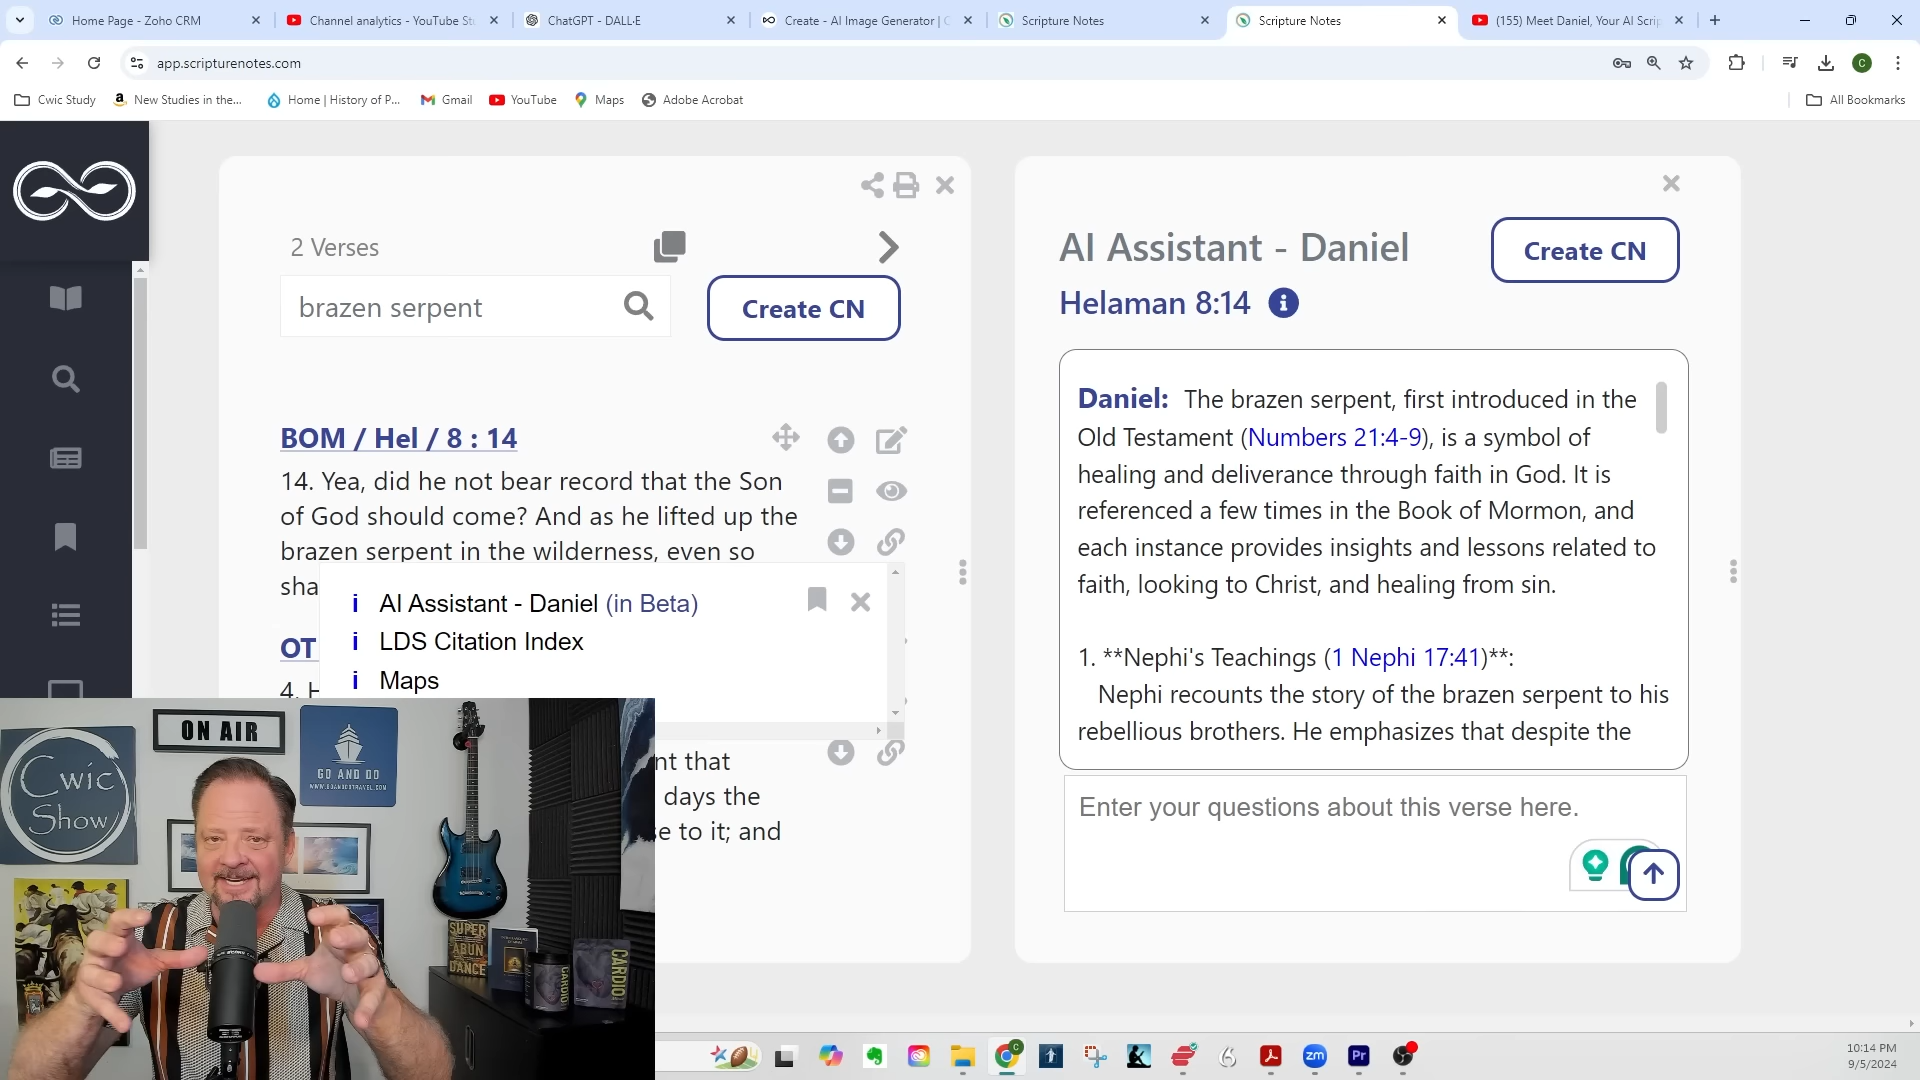 Home Page - Zoho CRM
Channel analytics - YouTube St
ChatGPT - DALL·E
Create - AI Image Generator |
Scripture Notes
Scripture Notes
(155) Meet Daniel, Your AI Scrip
app.scripturenotes.com
C
Cwic Study
New Studies in the...
Home | History of P...
Gmail
YouTube
Maps
Adobe Acrobat
All Bookmarks
2 Verses
brazen serpent
Create CN
BOM / Hel / 8 : 14
14. Yea, did he not bear record that the Son
of God should come? And as he lifted up the
brazen serpent in the wilderness, even so
sha
i AI Assistant - Daniel (in Beta)
i LDS Citation Index
i Maps
OT
4. H
nt that
days the
se to it; and
AI Assistant - Daniel
Create CN
Helaman 8:14
Daniel: The brazen serpent, first introduced in the
Old Testament (Numbers 21:4-9), is a symbol of
healing and deliverance through faith in God. It is
referenced a few times in the Book of Mormon, and
each instance provides insights and lessons related to
faith, looking to Christ, and healing from sin.
1. **Nephi's Teachings (1 Nephi 17:41)**:
Nephi recounts the story of the brazen serpent to his
rebellious brothers. He emphasizes that despite the
Enter your questions about this verse here.
ON AIR
GO AND DO
WWW.GOANDDOTRAVEL.COM
Cwic
Show
SUPER
ABUN
DANCE
CARDIO
zm
Pr
10:14 PM
9/5/2024